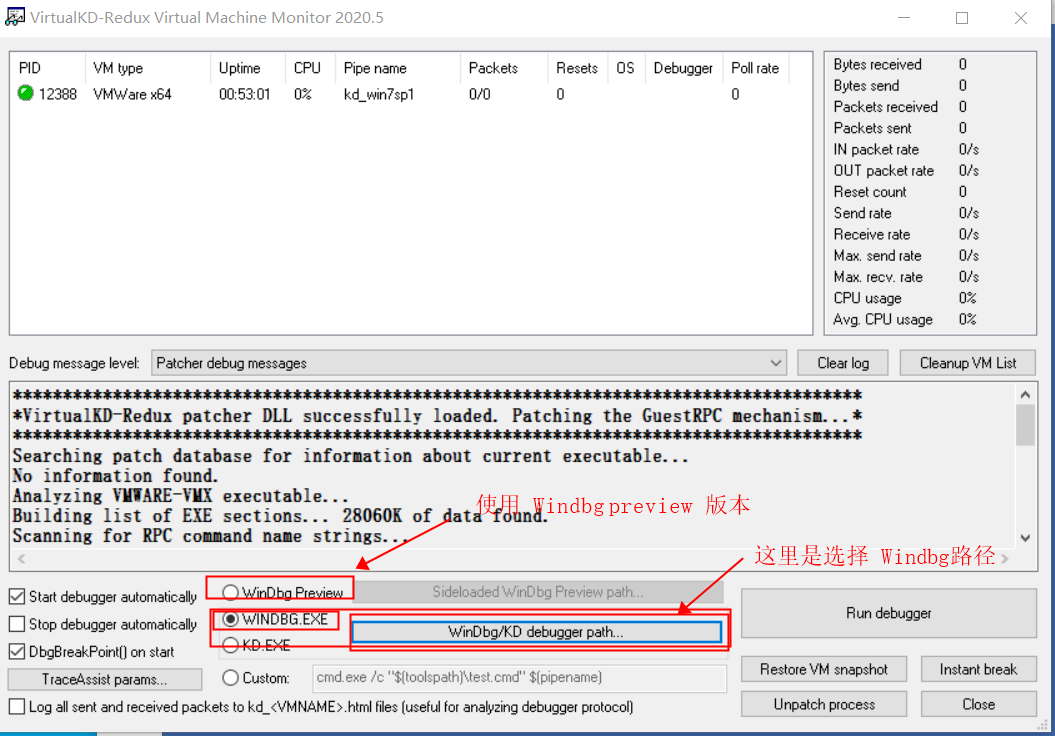 VirtualKD-Redux Virtual Machine Monitor 2020.5
PID VM type Uptime CPU Pipe name Packets Resets OS Debugger Poll rate
12388 VMWare x64 00:53:01 0% kd_win7sp1 0/0 0 0
Bytes received 0
Bytes send 0
Packets received 0
Packets sent 0
IN packet rate 0/s
OUT packet rate 0/s
Reset count 0
Send rate 0/s
Receive rate 0/s
Max. send rate 0/s
Max. recv. rate 0/s
CPU usage 0%
Avg. CPU usage 0%
Debug message level: Patcher debug messages Clear log Cleanup VM List
*************************************************************************************
*VirtualKD-Redux patcher DLL successfully loaded. Patching the GuestRPC mechanism...*
*************************************************************************************
Searching patch database for information about current executable...
No information found.
Analyzing VMWARE-VMX executable...
Building list of EXE sections... 28060K of data found.
Scanning for RPC command name strings...
使用 Windbgpreview 版本
这里是选择 Windbg路径
Start debugger automatically
Stop debugger automatically
DbgBreakPoint() on start
TraceAssist params...
WinDbg Preview Sideloaded WinDbg Preview path...
WINDBG.EXE
KD.EXE
WinDbg/KD debugger path...
Custom: cmd.exe /c "$(toolspath)\test.cmd" $(pipename)
Run debugger
Restore VM snapshot Instant break
Unpatch process Close
Log all sent and received packets to kd_<VMNAME>.html files (useful for analyzing debugger protocol)